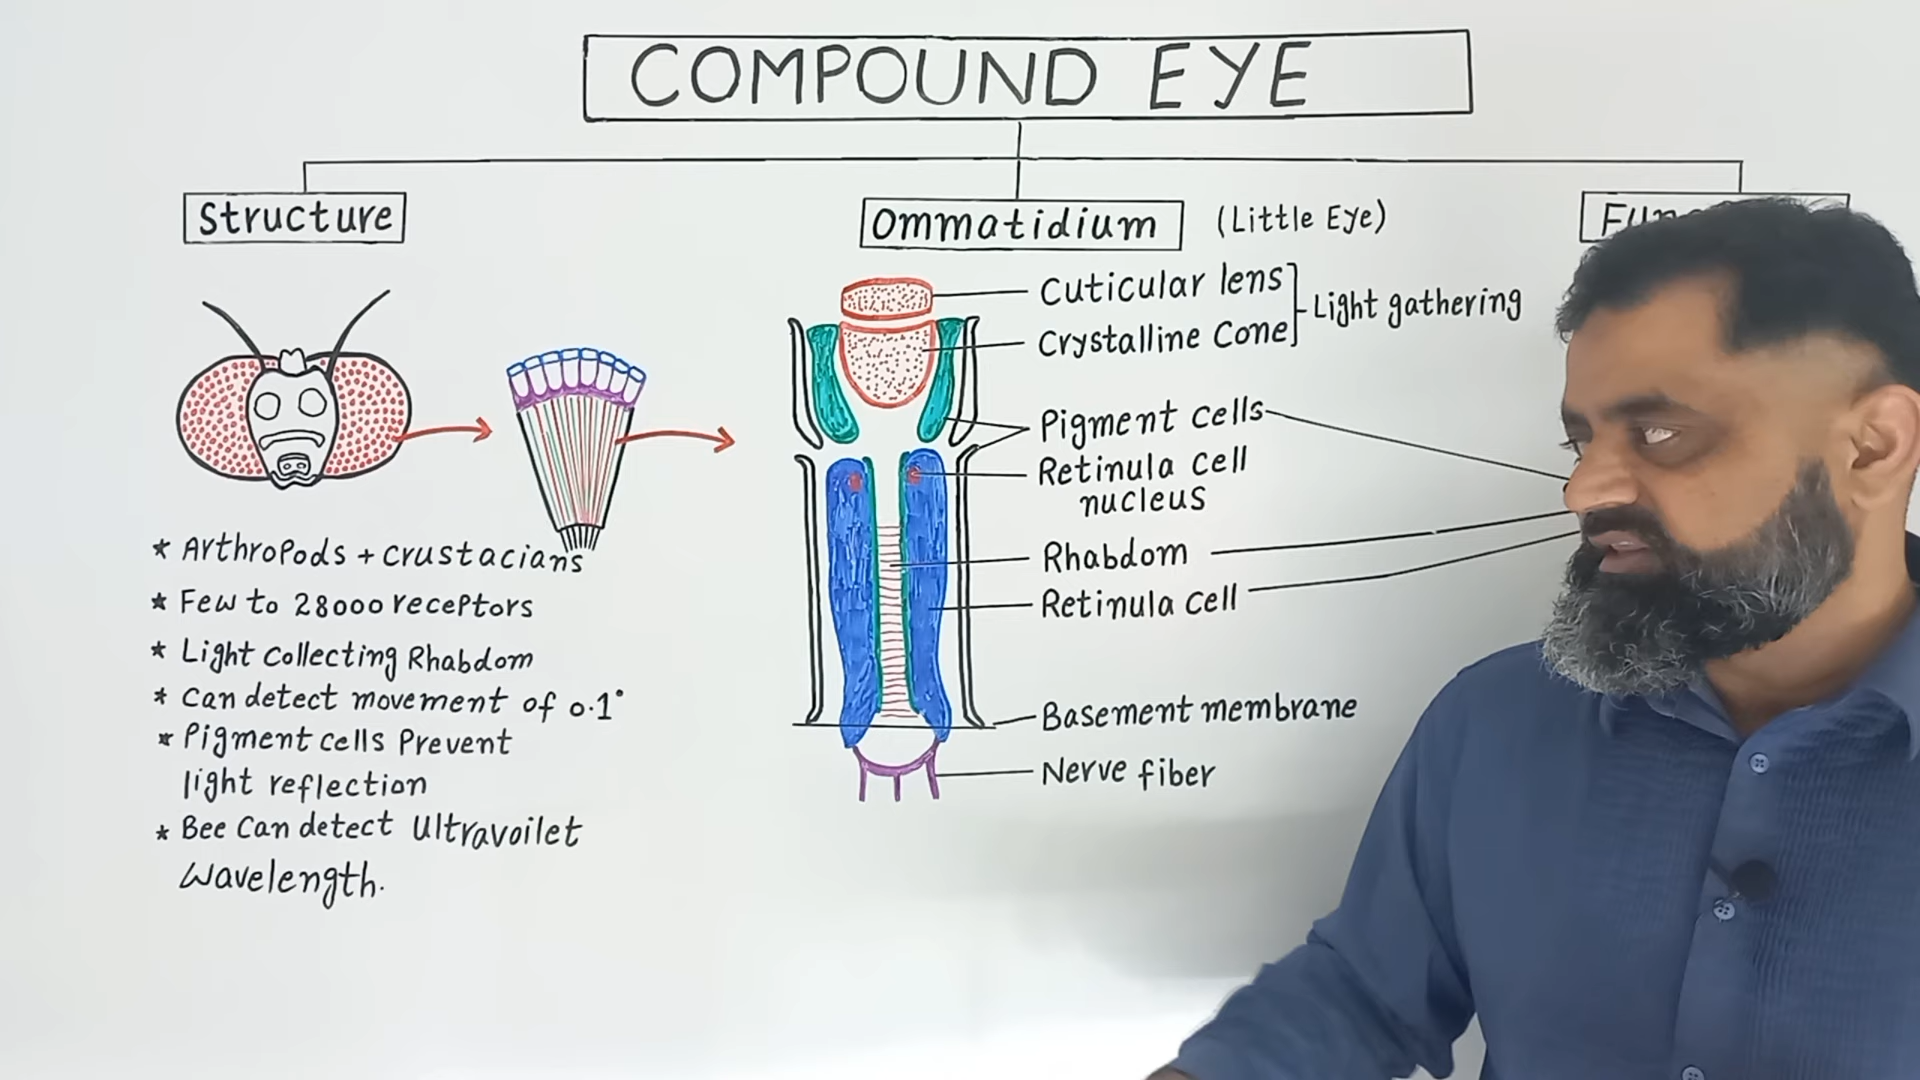 COMPOUND EYE
Structure
Ommatidium (Little Eye)
Cuticular lens
Crystalline Cone
Light gathering
Pigment cells
Retinula cell
nucleus
Rhabdom
Retinula cell
Basement membrane
Nerve fiber
* Arthropods + crustacians
* Few to 28000 receptors
* Light collecting Rhabdom
* Can detect movement of 0.1°
* Pigment cells Prevent
light reflection
* Bee Can detect Ultravoilet
Wavelength.